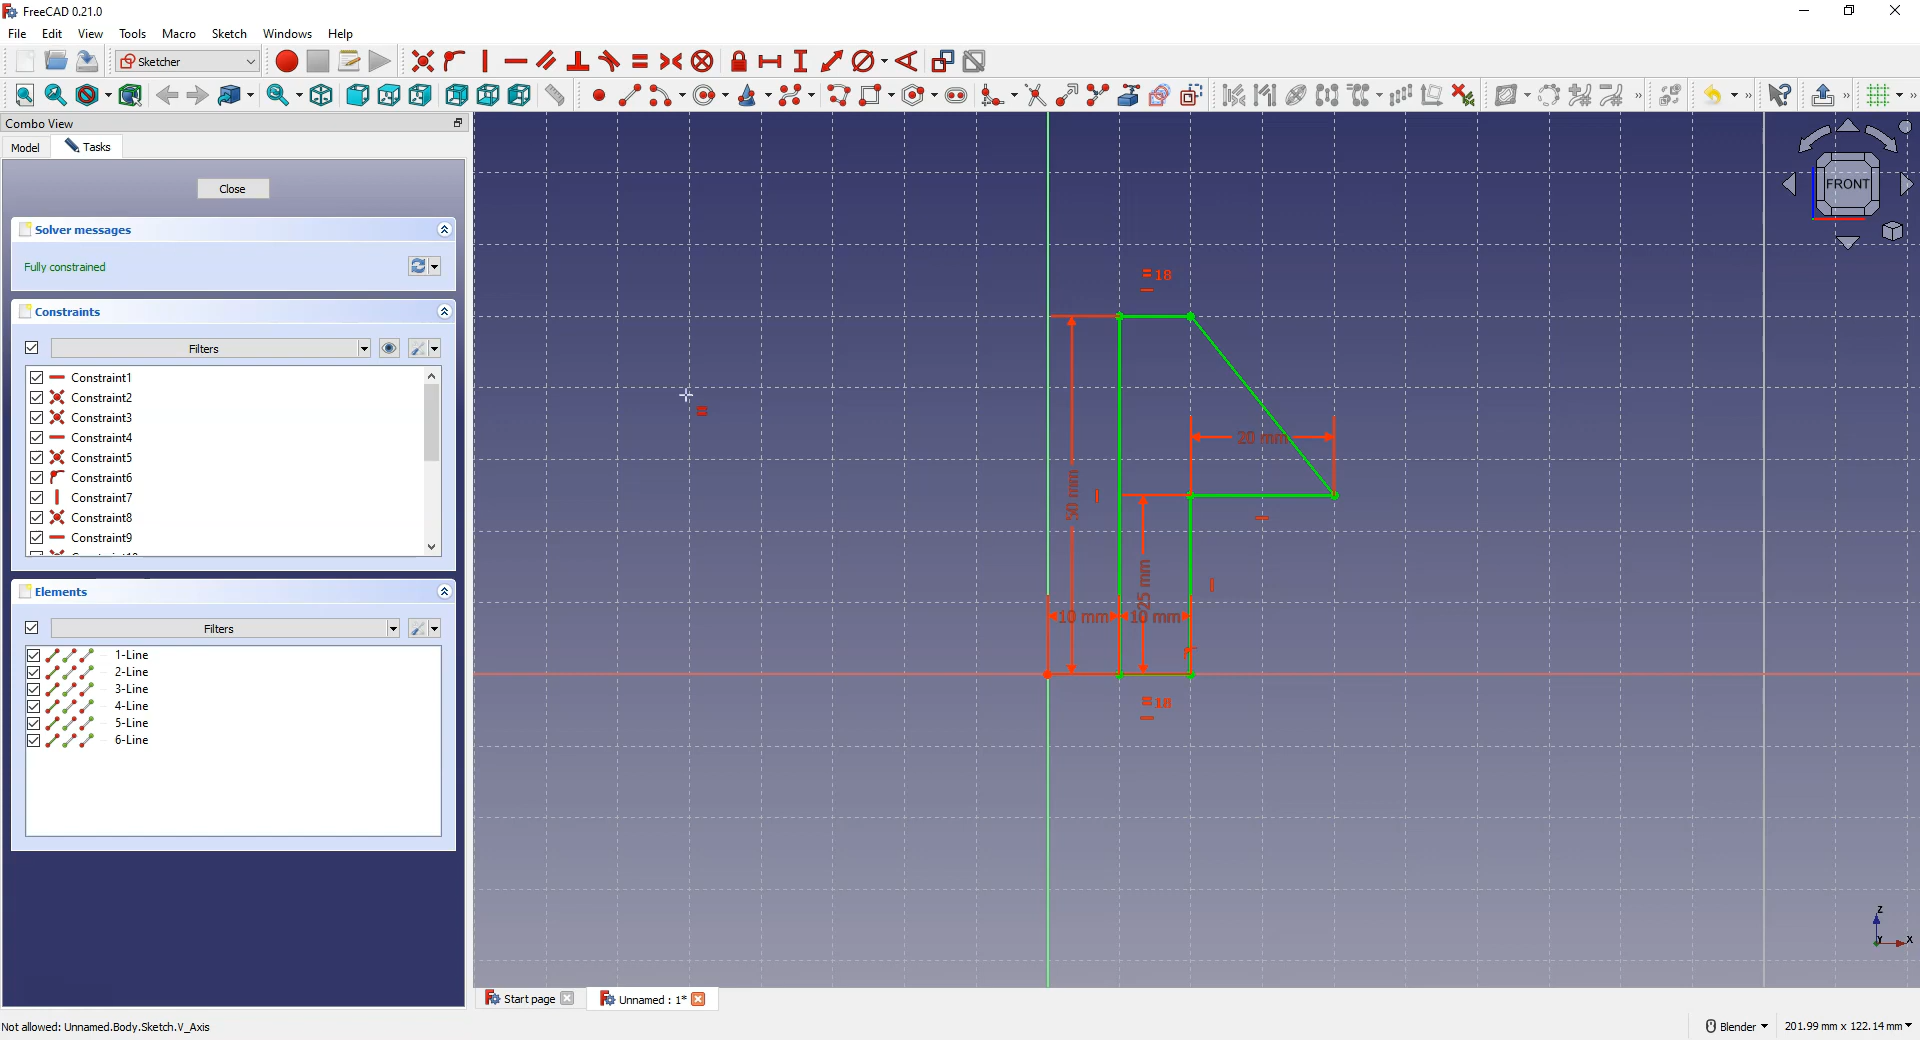 FreeCAD 0.21.0
File Edit View Tools Macro Sketch Windows Help
Sketcher
Combo View
Model Tasks
Close
Solver messages
Fully constrained
Constraints
Filters
Constraint1
Constraint2
Constraint3
Constraint4
Constraint5
Constraint6
Constraint7
Constraint8
Constraint9
Elements
Filters
1-Line
2-Line
3-Line
4-Line
5-Line
6-Line
FRONT
18
20 mm
50 mm
25 mm
10 mm 10 mm
18
Z
Y X
Start page Unnamed : 1*
Not allowed: Unnamed.Body.Sketch.V_Axis
Blender 201.99 mm x 122.14 mm